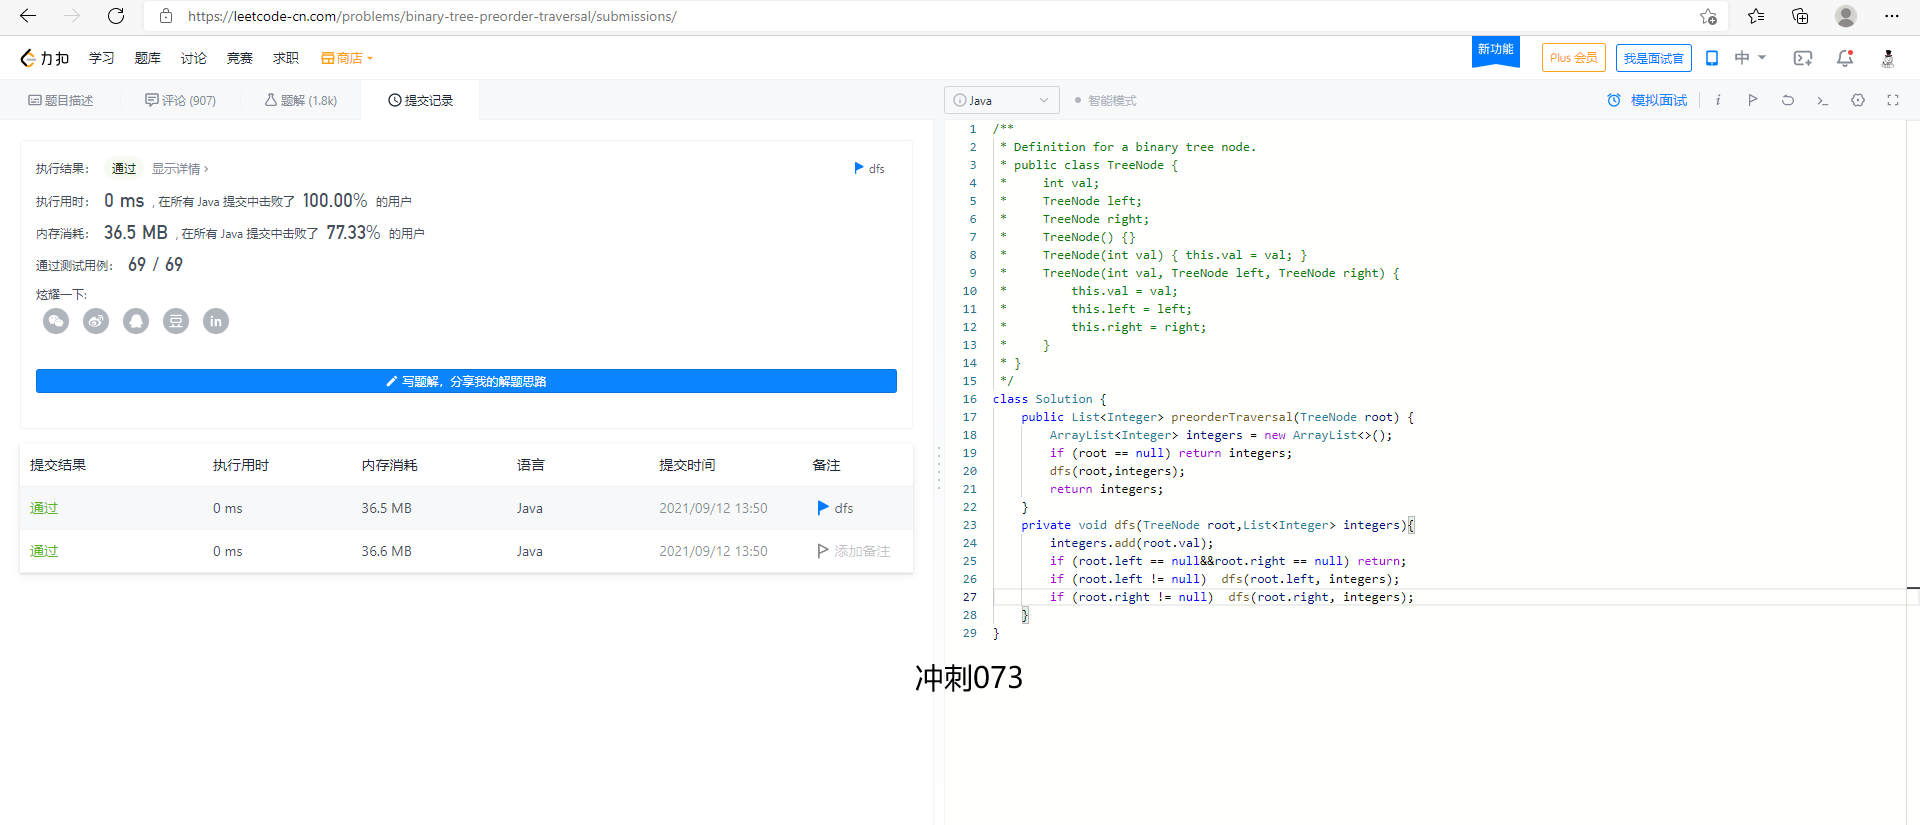 https://leetcode-cn.com/problems/binary-tree-preorder-traversal/submissions/
力扣 学习 题库 讨论 竞赛 求职 商店 新功能 Plus 会员 我是面试官 中
题目描述 评论 (907) 题解 (1.8k) 提交记录
i Java 智能模式 模拟面试 i
执行结果： 通过 显示详情 › dfs
执行用时： 0 ms , 在所有 Java 提交中击败了 100.00% 的用户
内存消耗： 36.5 MB , 在所有 Java 提交中击败了 77.33% 的用户
通过测试用例： 69 / 69
炫耀一下:
豆 in
写题解，分享我的解题思路
提交结果 执行用时 内存消耗 语言 提交时间 备注
通过 0 ms 36.5 MB Java 2021/09/12 13:50 dfs
通过 0 ms 36.6 MB Java 2021/09/12 13:50 添加备注
1 /**
2  * Definition for a binary tree node.
3  * public class TreeNode {
4  *     int val;
5  *     TreeNode left;
6  *     TreeNode right;
7  *     TreeNode() {}
8  *     TreeNode(int val) { this.val = val; }
9  *     TreeNode(int val, TreeNode left, TreeNode right) {
10  *         this.val = val;
11  *         this.left = left;
12  *         this.right = right;
13  *     }
14  * }
15  */
16 class Solution {
17     public List<Integer> preorderTraversal(TreeNode root) {
18         ArrayList<Integer> integers = new ArrayList<>();
19         if (root == null) return integers;
20         dfs(root,integers);
21         return integers;
22     }
23     private void dfs(TreeNode root,List<Integer> integers){
24         integers.add(root.val);
25         if (root.left == null&&root.right == null) return;
26         if (root.left != null)  dfs(root.left, integers);
27         if (root.right != null)  dfs(root.right, integers);
28     }
29 }
冲刺073